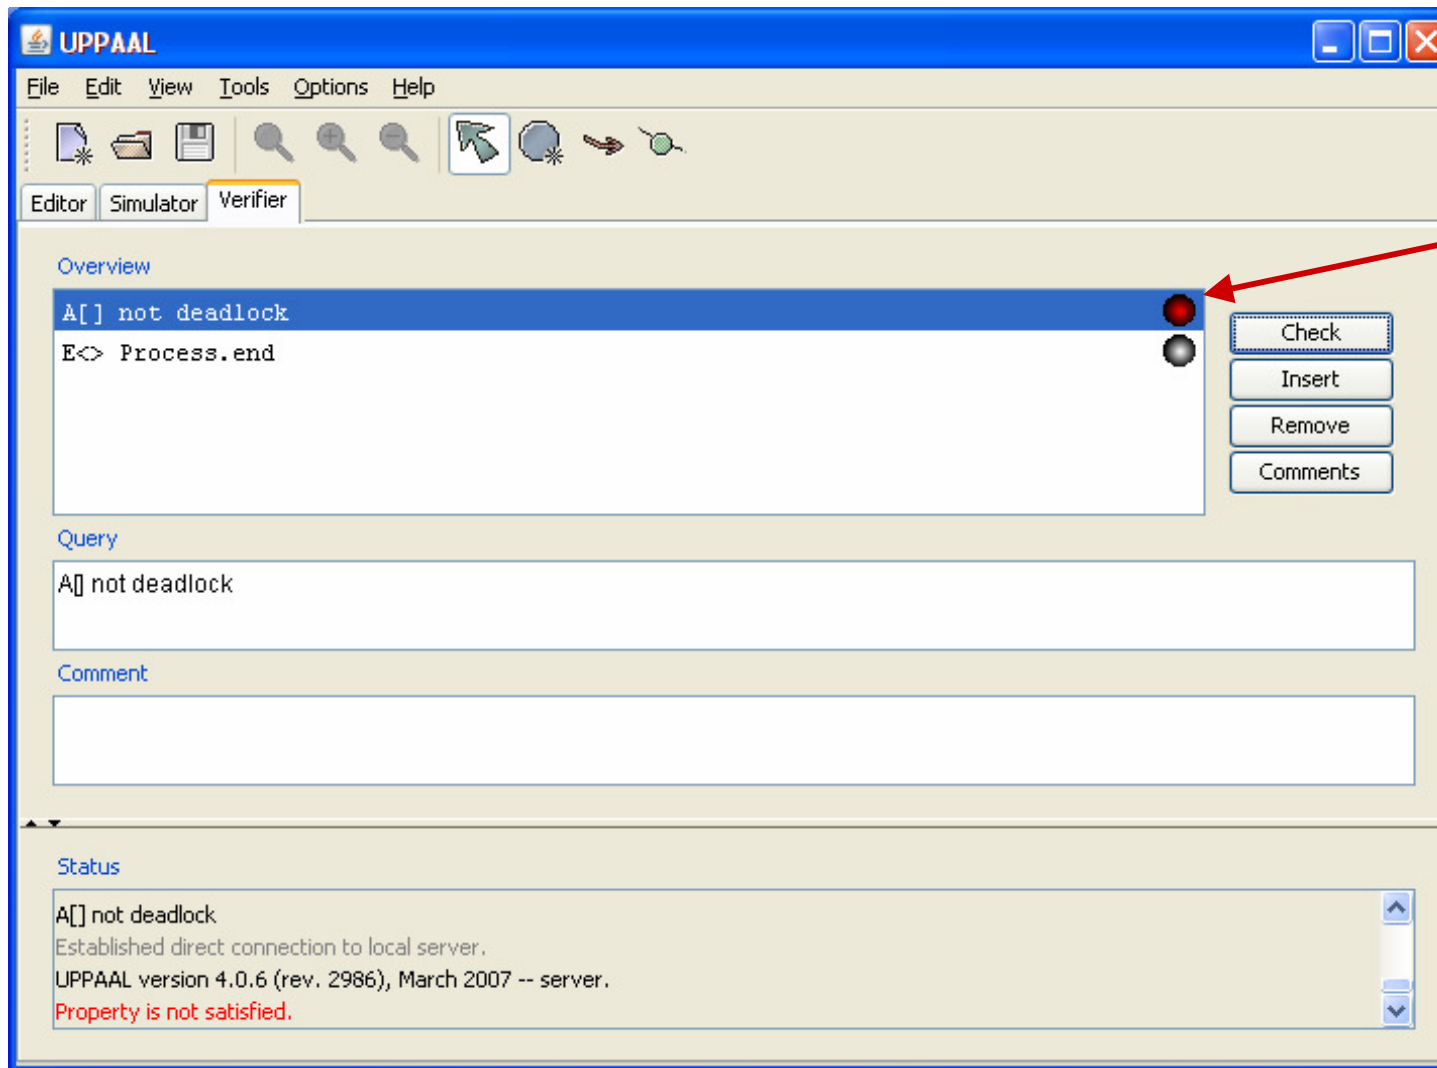 UPPAAL
File Edit View Tools Options Help
Editor Simulator Verifier
Overview
A[] not deadlock
E<> Process.end
Check
Insert
Remove
Comments
Query
A[] not deadlock
Comment
Status
A[] not deadlock
Established direct connection to local server.
UPPAAL version 4.0.6 (rev. 2986), March 2007 -- server.
Property is not satisfied.